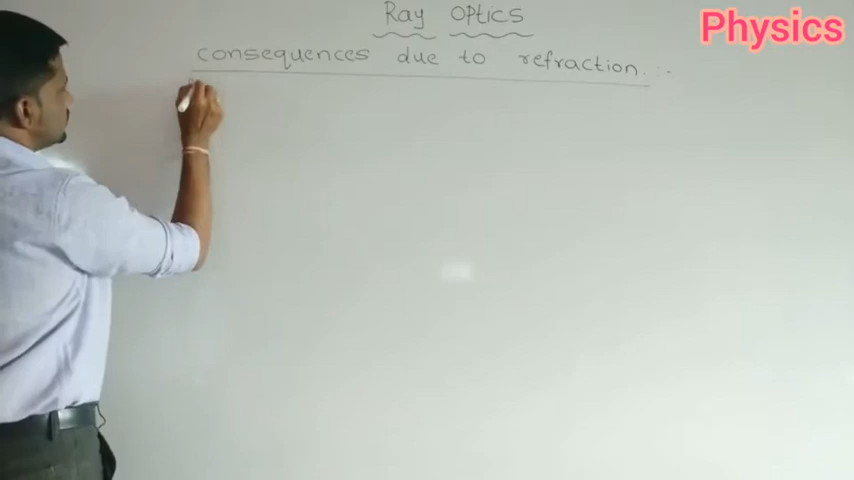 Ray Optics
Physics
consequences due to refraction :-